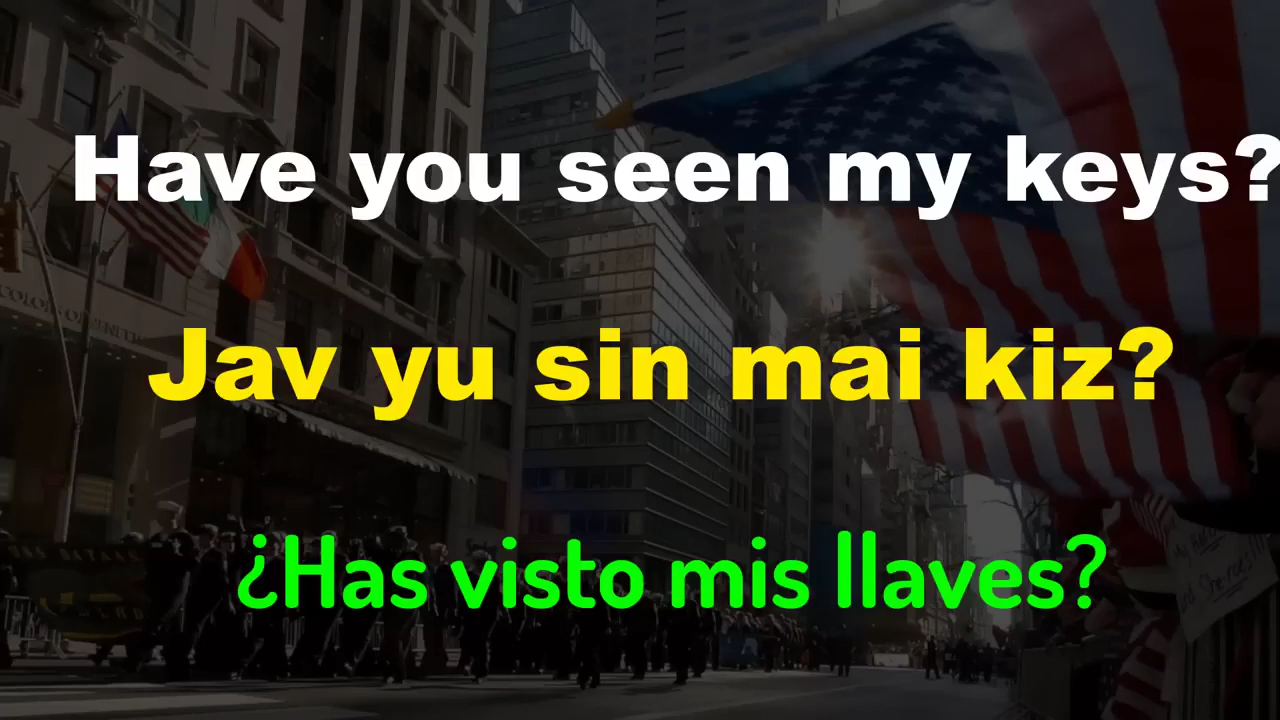 Have you seen my keys?
Jav yu sin mai kiz?
¿Has visto mis llaves?